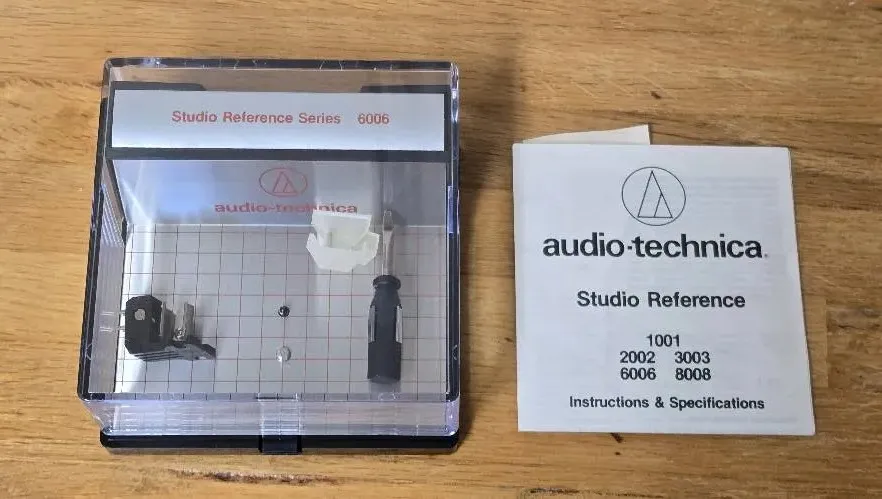 Studio Reference Series 6006
audio-technica
audio-technica
Studio Reference
1001
2002 3003
6006 8008
Instructions & Specifications